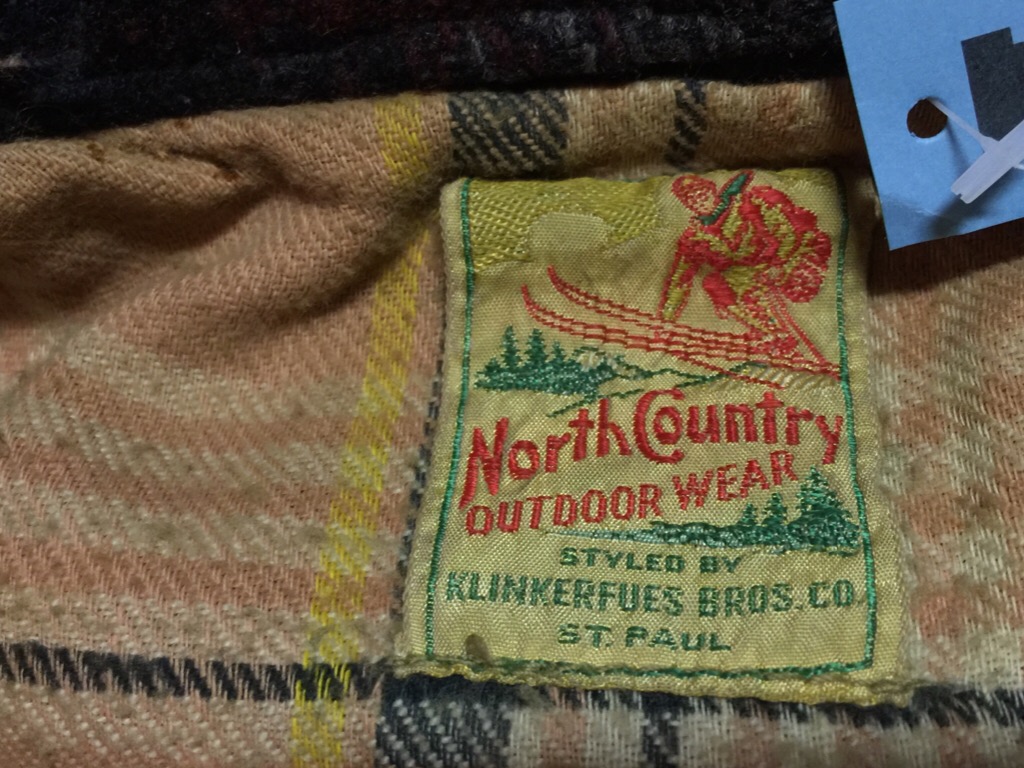 North Country
OUTDOOR WEAR
STYLED BY
KLINKERFUES BROS. CO
ST. PAUL